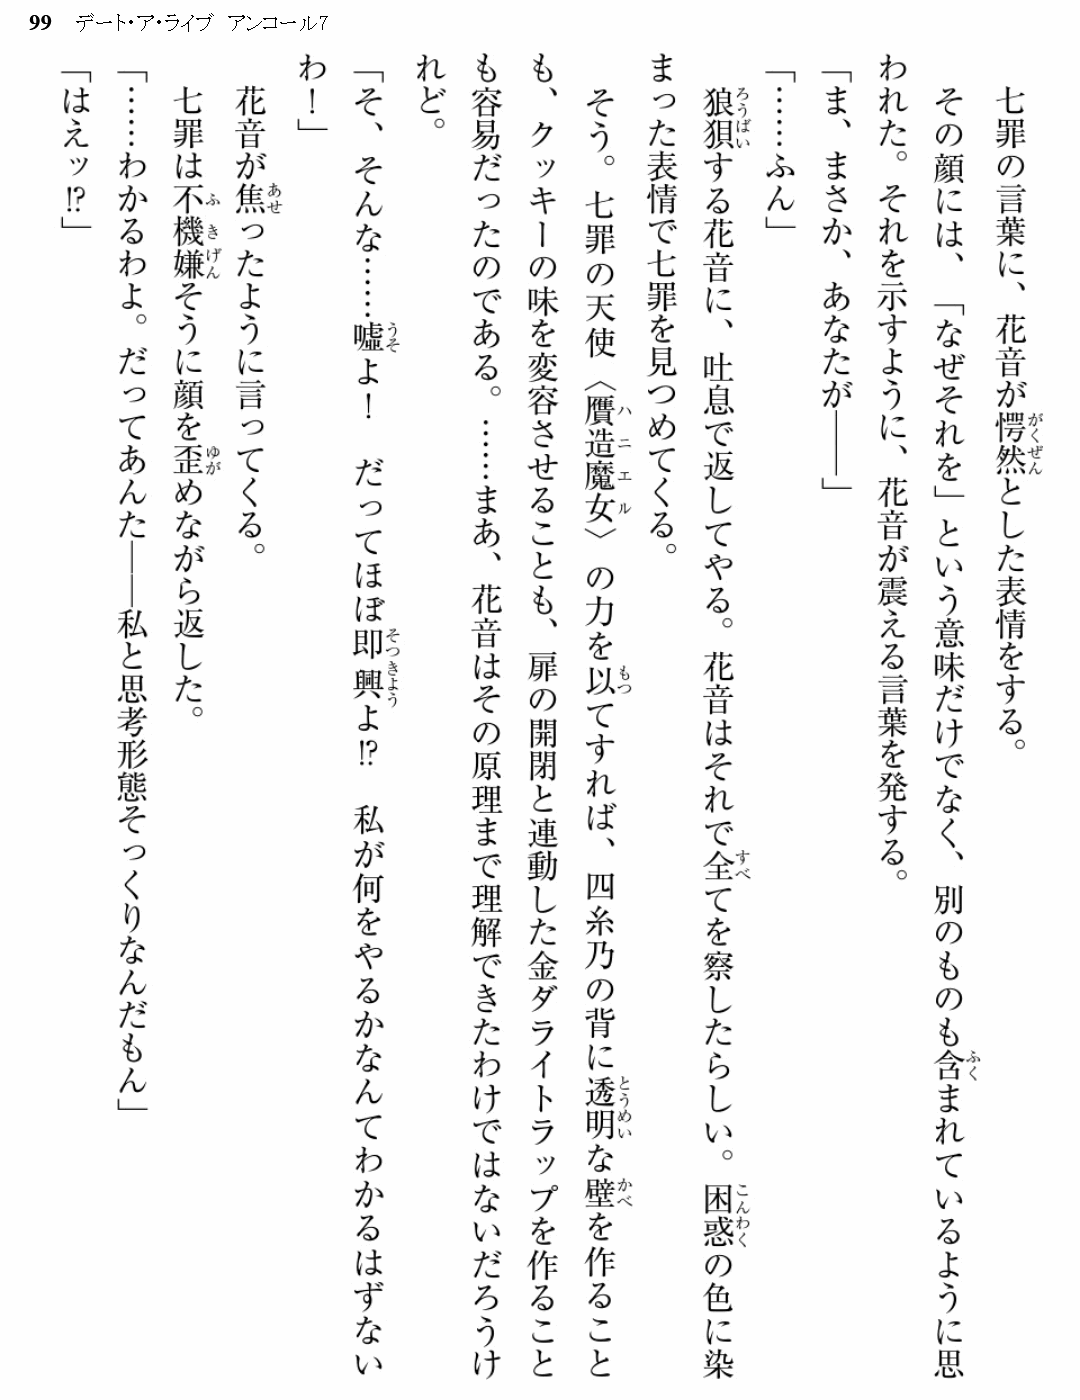 99 デート・ア・ライブ アンコール7
七罪の言葉に、花音が愕然とした表情をする。
その顔には、「なぜそれを」という意味だけでなく、別のものも含まれているように思
われた。それを示すように、花音が震える言葉を発する。
「ま、まさか、あなたが――」
「……ふん」
狼狽する花音に、吐息で返してやる。花音はそれで全てを察したらしい。困惑の色に染
まった表情で七罪を見つめてくる。
そう。七罪の天使〈贋造魔女〉の力を以てすれば、四糸乃の背に透明な壁を作ること
も、クッキーの味を変容させることも、扉の開閉と連動した金ダライトラップを作ること
も容易だったのである。……まあ、花音はその原理まで理解できたわけではないだろうけ
れど。
「そ、そんな……嘘よ！　だってほぼ即興よ⁉　私が何をやるかなんてわかるはずない
わ！」
花音が焦ったように言ってくる。
七罪は不機嫌そうに顔を歪めながら返した。
「……わかるわよ。だってあんた――私と思考形態そっくりなんだもん」
「はえッ⁉」